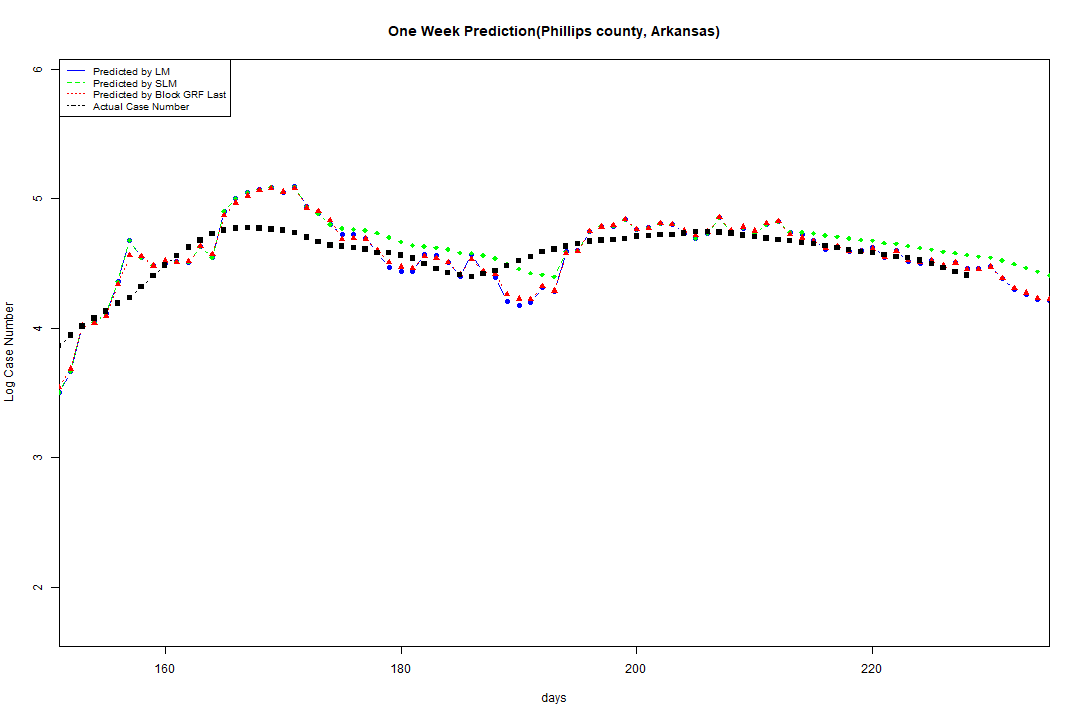 One Week Prediction(Phillips county, Arkansas)
Predicted by LM
Predicted by SLM
Predicted by Block GRF Last
Actual Case Number
6
5
4
3
2
Log Case Number
160
180
200
220
days